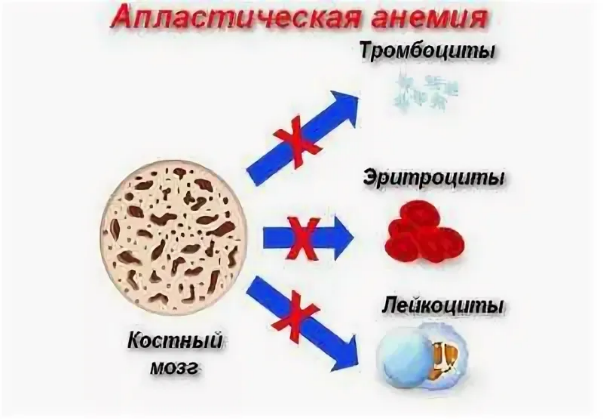 Апластическая анемия
Тромбоциты
Эритроциты
Лейкоциты
Костный
мозг